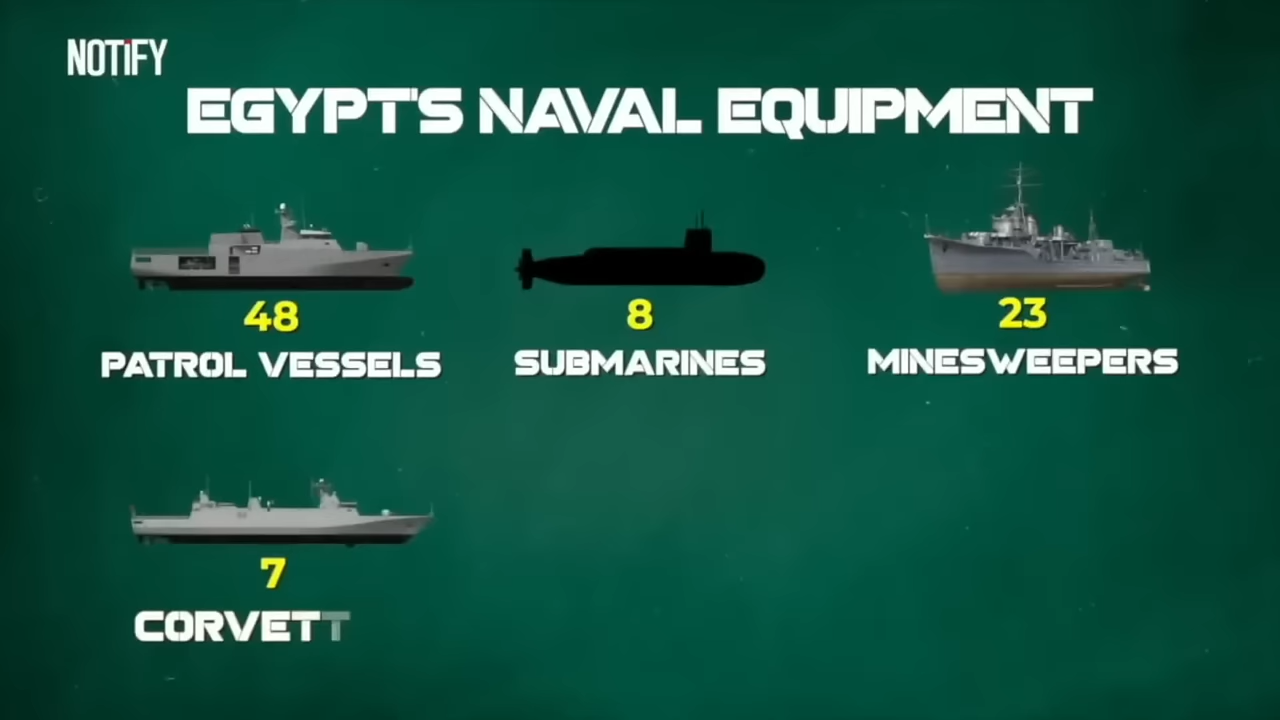 NOTIFY
EGYPT'S NAVAL EQUIPMENT
48
PATROL VESSELS
8
SUBMARINES
23
MINESWEEPERS
7
CORVETT